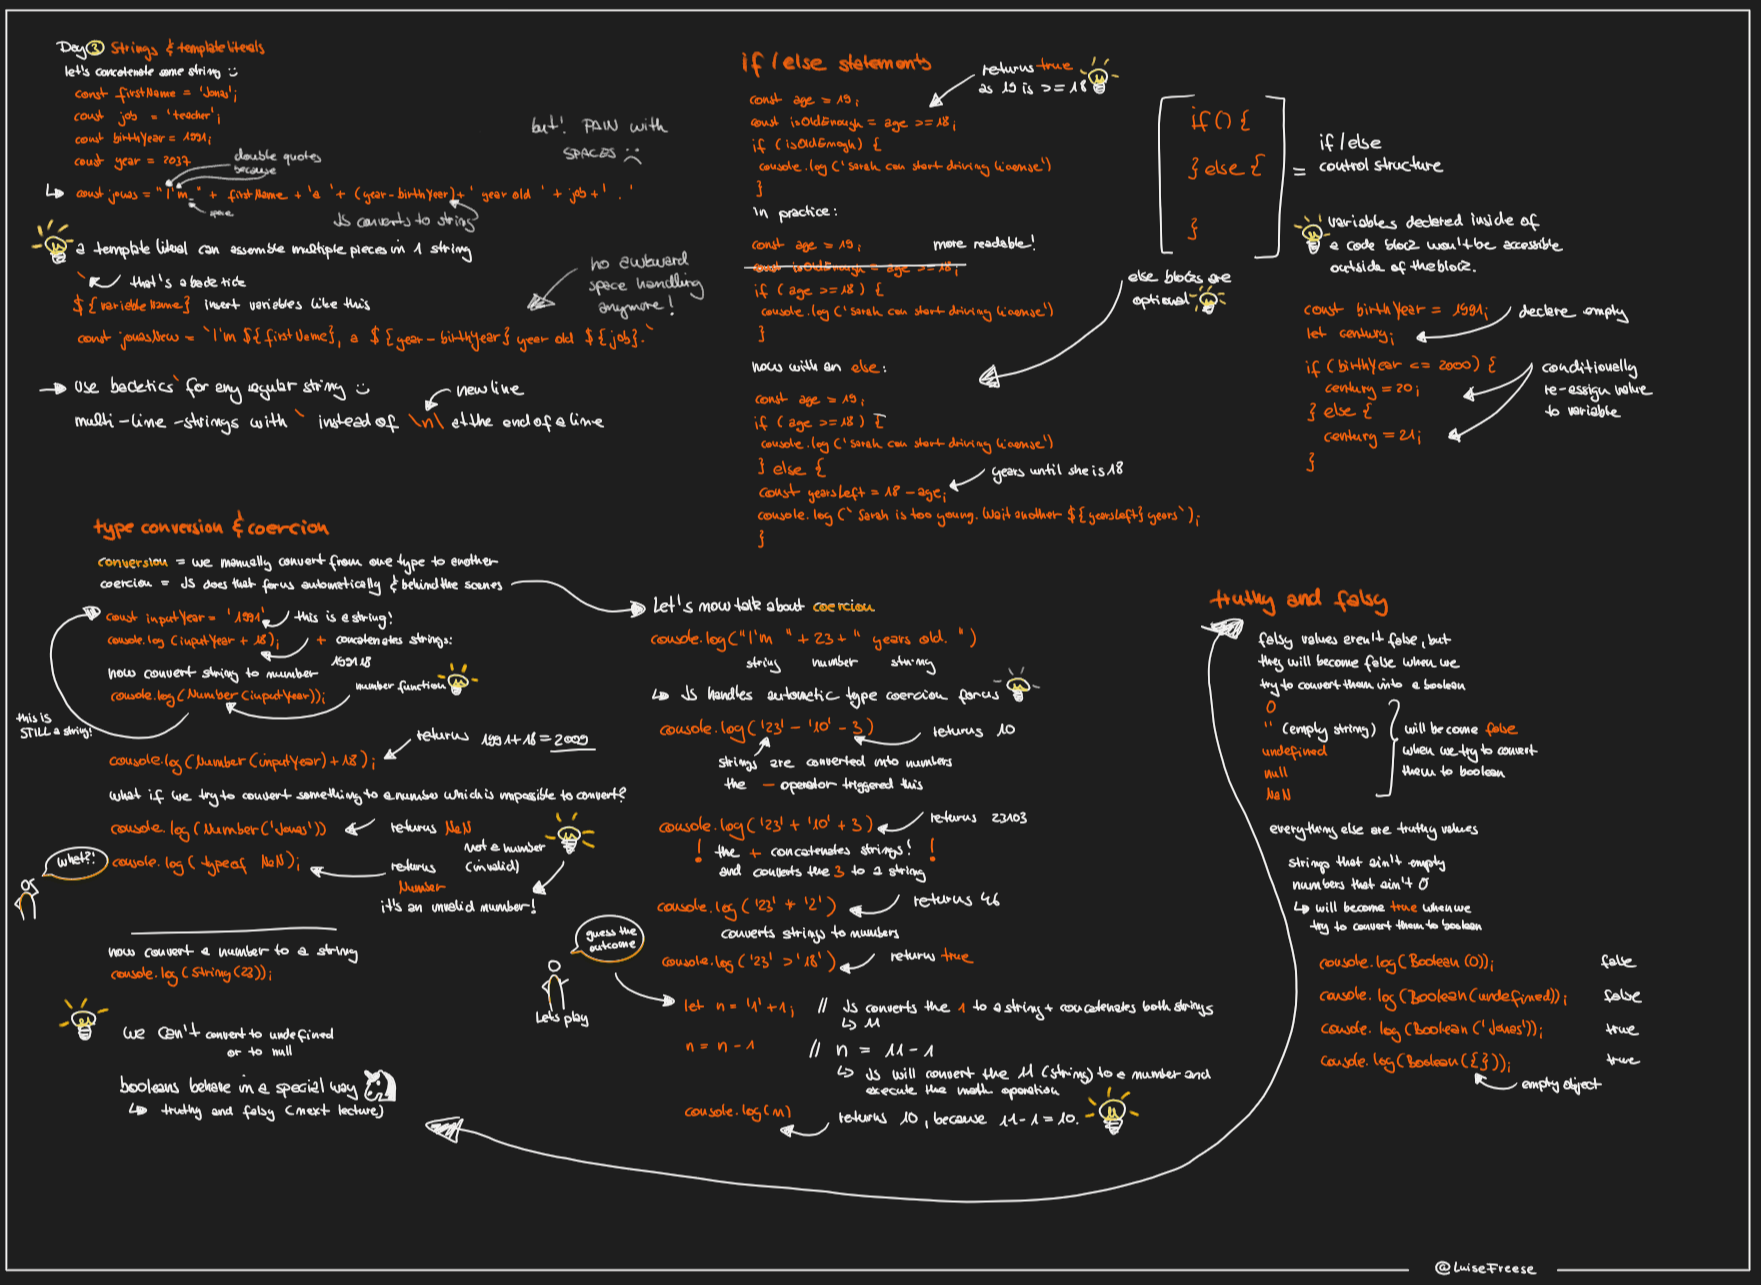 Day 3 Strings & template literals
let's concatenate some string :)
const firstName = 'Jonas';
const job = 'teacher';
const birthYear = 1991;
const year = 2037
double quotes
because
but! PAIN with
SPACES :(
↳ const jonas = "I'm " + firstName + 'a ' + (year-birthYear)+ ' year old ' + job + ' .'
space
JS converts to string
a template literal can assemble multiple pieces in 1 string
` that's a backtick
${variableName} insert variables like this
no awkward
space handling
anymore!
const jonasNew = `I'm ${firstName}, a ${year-birthYear} year old ${job}.`
→ use backtics ` for any regular string :)
new line
multi-line-strings with ` instead of \n\ at the end of a line
type conversion & coercion
conversion = we manually convert from one type to another
coercion = JS does that for us automatically & behind the scenes
const inputYear = '1991' this is a string!
console.log (inputYear + 18); + concatenates strings:
199118
now convert string to number
console.log(Number(inputYear));
number function
this is
STILL a string!
returns 1991+18=2009
console.log(Number(inputYear)+18);
what if we try to convert something to a number which is impossible to convert?
console.log(Number('Jonas')) returns NaN
not a number
(invalid)
what?!
console.log(typeof NaN);
returns
Number
it's an invalid number!
now convert a number to a string
console.log(String(23));
we can't convert to undefined
or to null
booleans behave in a special way
↳ truthy and falsy (next lecture)
if / else statements
returns true
as 19 is >= 18
const age = 19;
const isOldEnough = age >= 18;
if (isOldEnogh) {
console.log('Sarah can start driving license')
}
In practice:
const age = 19; more readable!
const isOldEnough = age >= 18;
if (age >= 18) {
console.log('Sarah can start driving license')
}
now with an else:
const age = 19;
if (age >= 18) {
console.log('Sarah can start driving license')
} else {
years until she is 18
const yearsLeft = 18 - age;
console.log(`Sarah is too young. Wait another ${yearsLeft} years`);
}
if () {
} else {
}
= if/else
control structure
else blocks are
optional
variables declared inside of
a code block won't be accessible
outside of the block.
const birthYear = 1991; declare empty
let century;
if (birthYear <= 2000) {
century = 20;
} else {
century = 21;
}
conditionally
re-assign value
to variable
Let's now talk about coercion
console.log("I'm " + 23 + " years old. ")
string number string
↳ JS handles automatic type coercion for us
console.log('23' - '10' - 3) returns 10
strings are converted into numbers
the - operator triggered this
console.log('23' + '10' + 3) returns 23103
! the + concatenates strings! !
and converts the 3 to a string
console.log('23' * '2') returns 46
converts strings to numbers
console.log('23' > '18') returns true
guess the
outcome
Let's play
let n = '1' + 1; // JS converts the 1 to a string + concatenates both strings
↳ 11
n = n - 1 // n = 11 - 1
↳ JS will convert the 11 (string) to a number and
execute the math operation
console.log(n) returns 10, because 11-1=10.
truthy and falsy
falsy values aren't false, but
they will become false when we
try to convert them into a boolean
0
'' (empty string)
undefined
null
NaN
will become false
when we try to convert
them to boolean
everything else are truthy values
strings that ain't empty
numbers that ain't 0
↳ will become true when we
try to convert them to boolean
console.log(Boolean(0)); false
console.log(Boolean(undefined)); false
console.log(Boolean('Jonas')); true
console.log(Boolean({})); true
empty object
@LuiseFreese